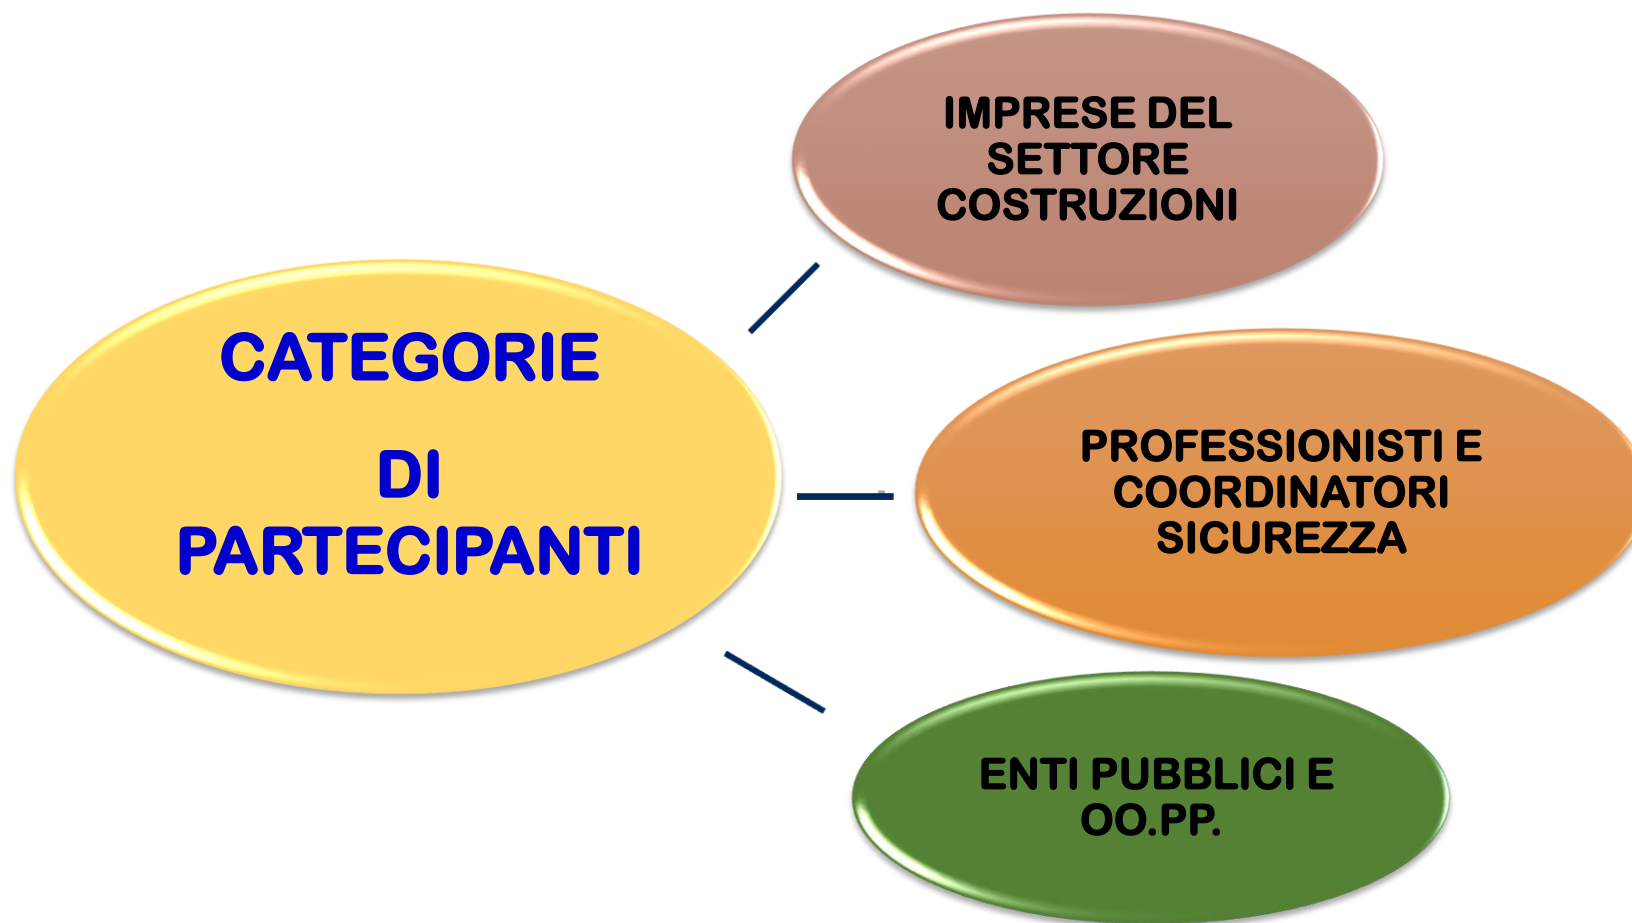 CATEGORIE
DI
PARTECIPANTI
IMPRESE DEL
SETTORE
COSTRUZIONI
PROFESSIONISTI E
COORDINATORI
SICUREZZA
ENTI PUBBLICI E
OO.PP.